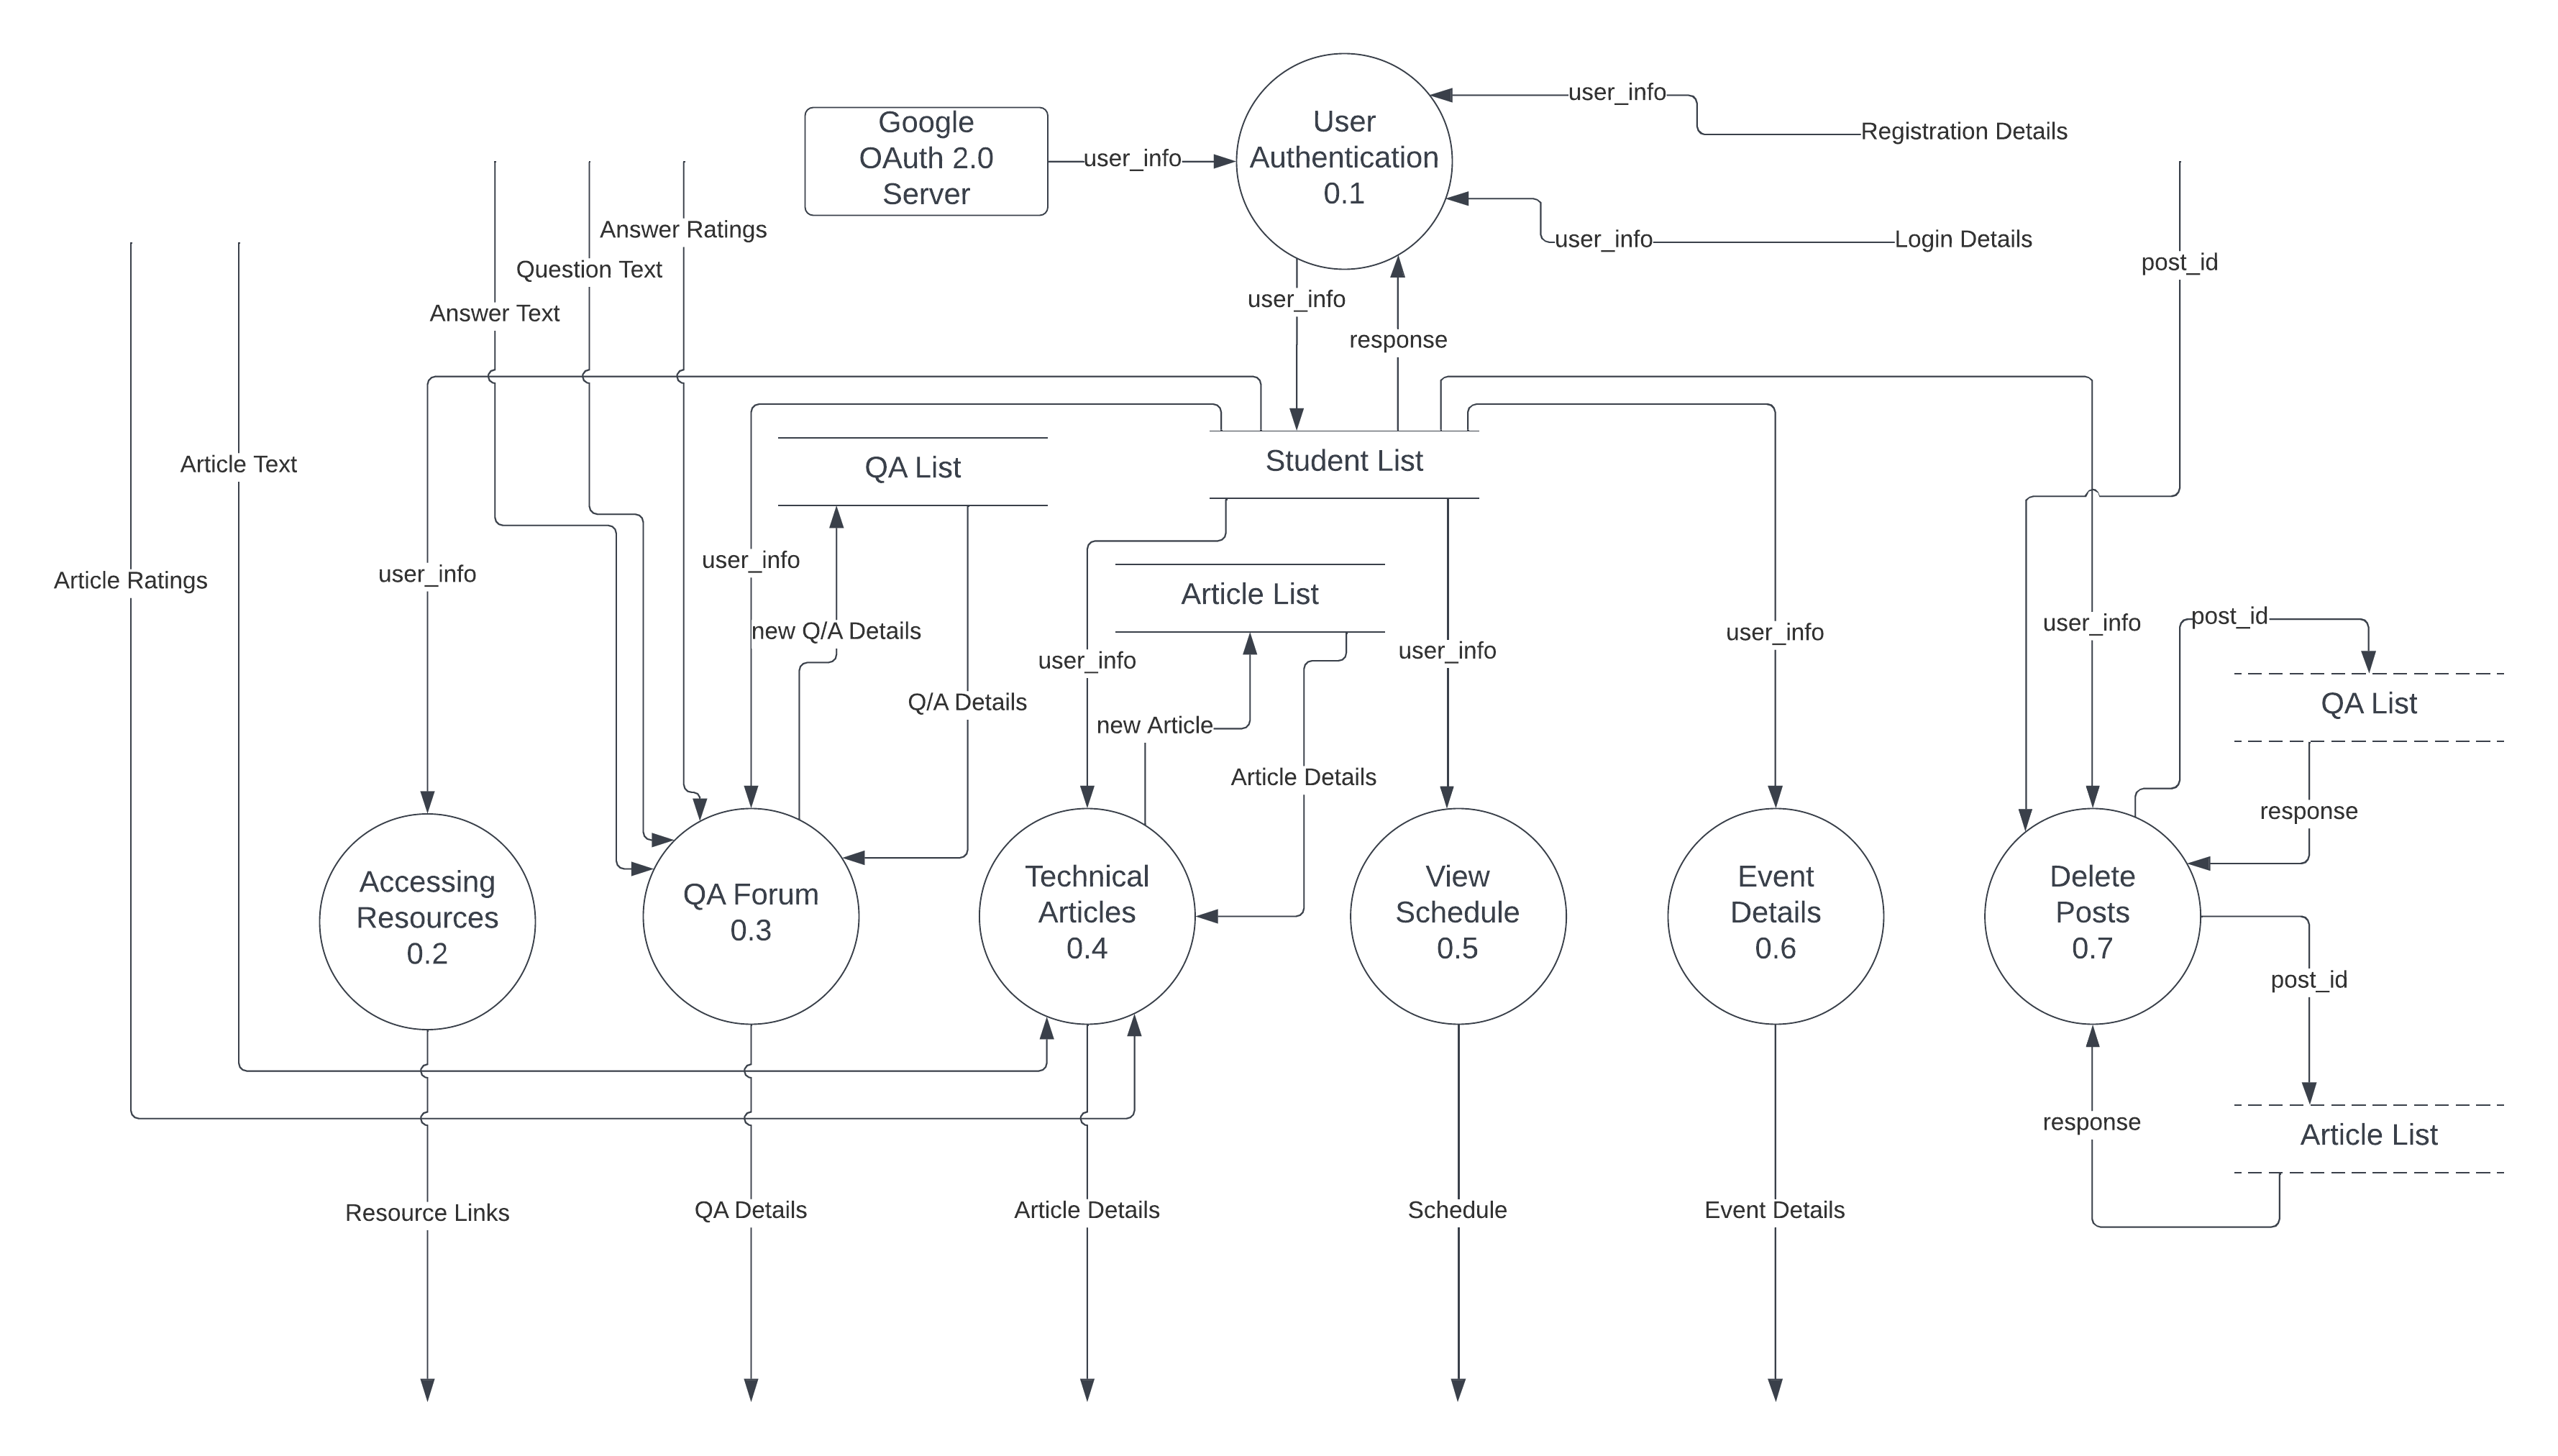 user_info
Google
OAuth 2.0
Server
User
Authentication
0.1
Registration Details
user_info
Answer Ratings
user_info
Login Details
post_id
Question Text
user_info
Answer Text
response
QA List
Student List
Article Text
user_info
Article Ratings
user_info
Article List
post_id
new Q/A Details
user_info
user_info
user_info
user_info
Q/A Details
QA List
new Article
Article Details
response
Accessing
Resources
0.2
QA Forum
0.3
Technical
Articles
0.4
View
Schedule
0.5
Event
Details
0.6
Delete
Posts
0.7
post_id
response
Article List
Resource Links
QA Details
Article Details
Schedule
Event Details